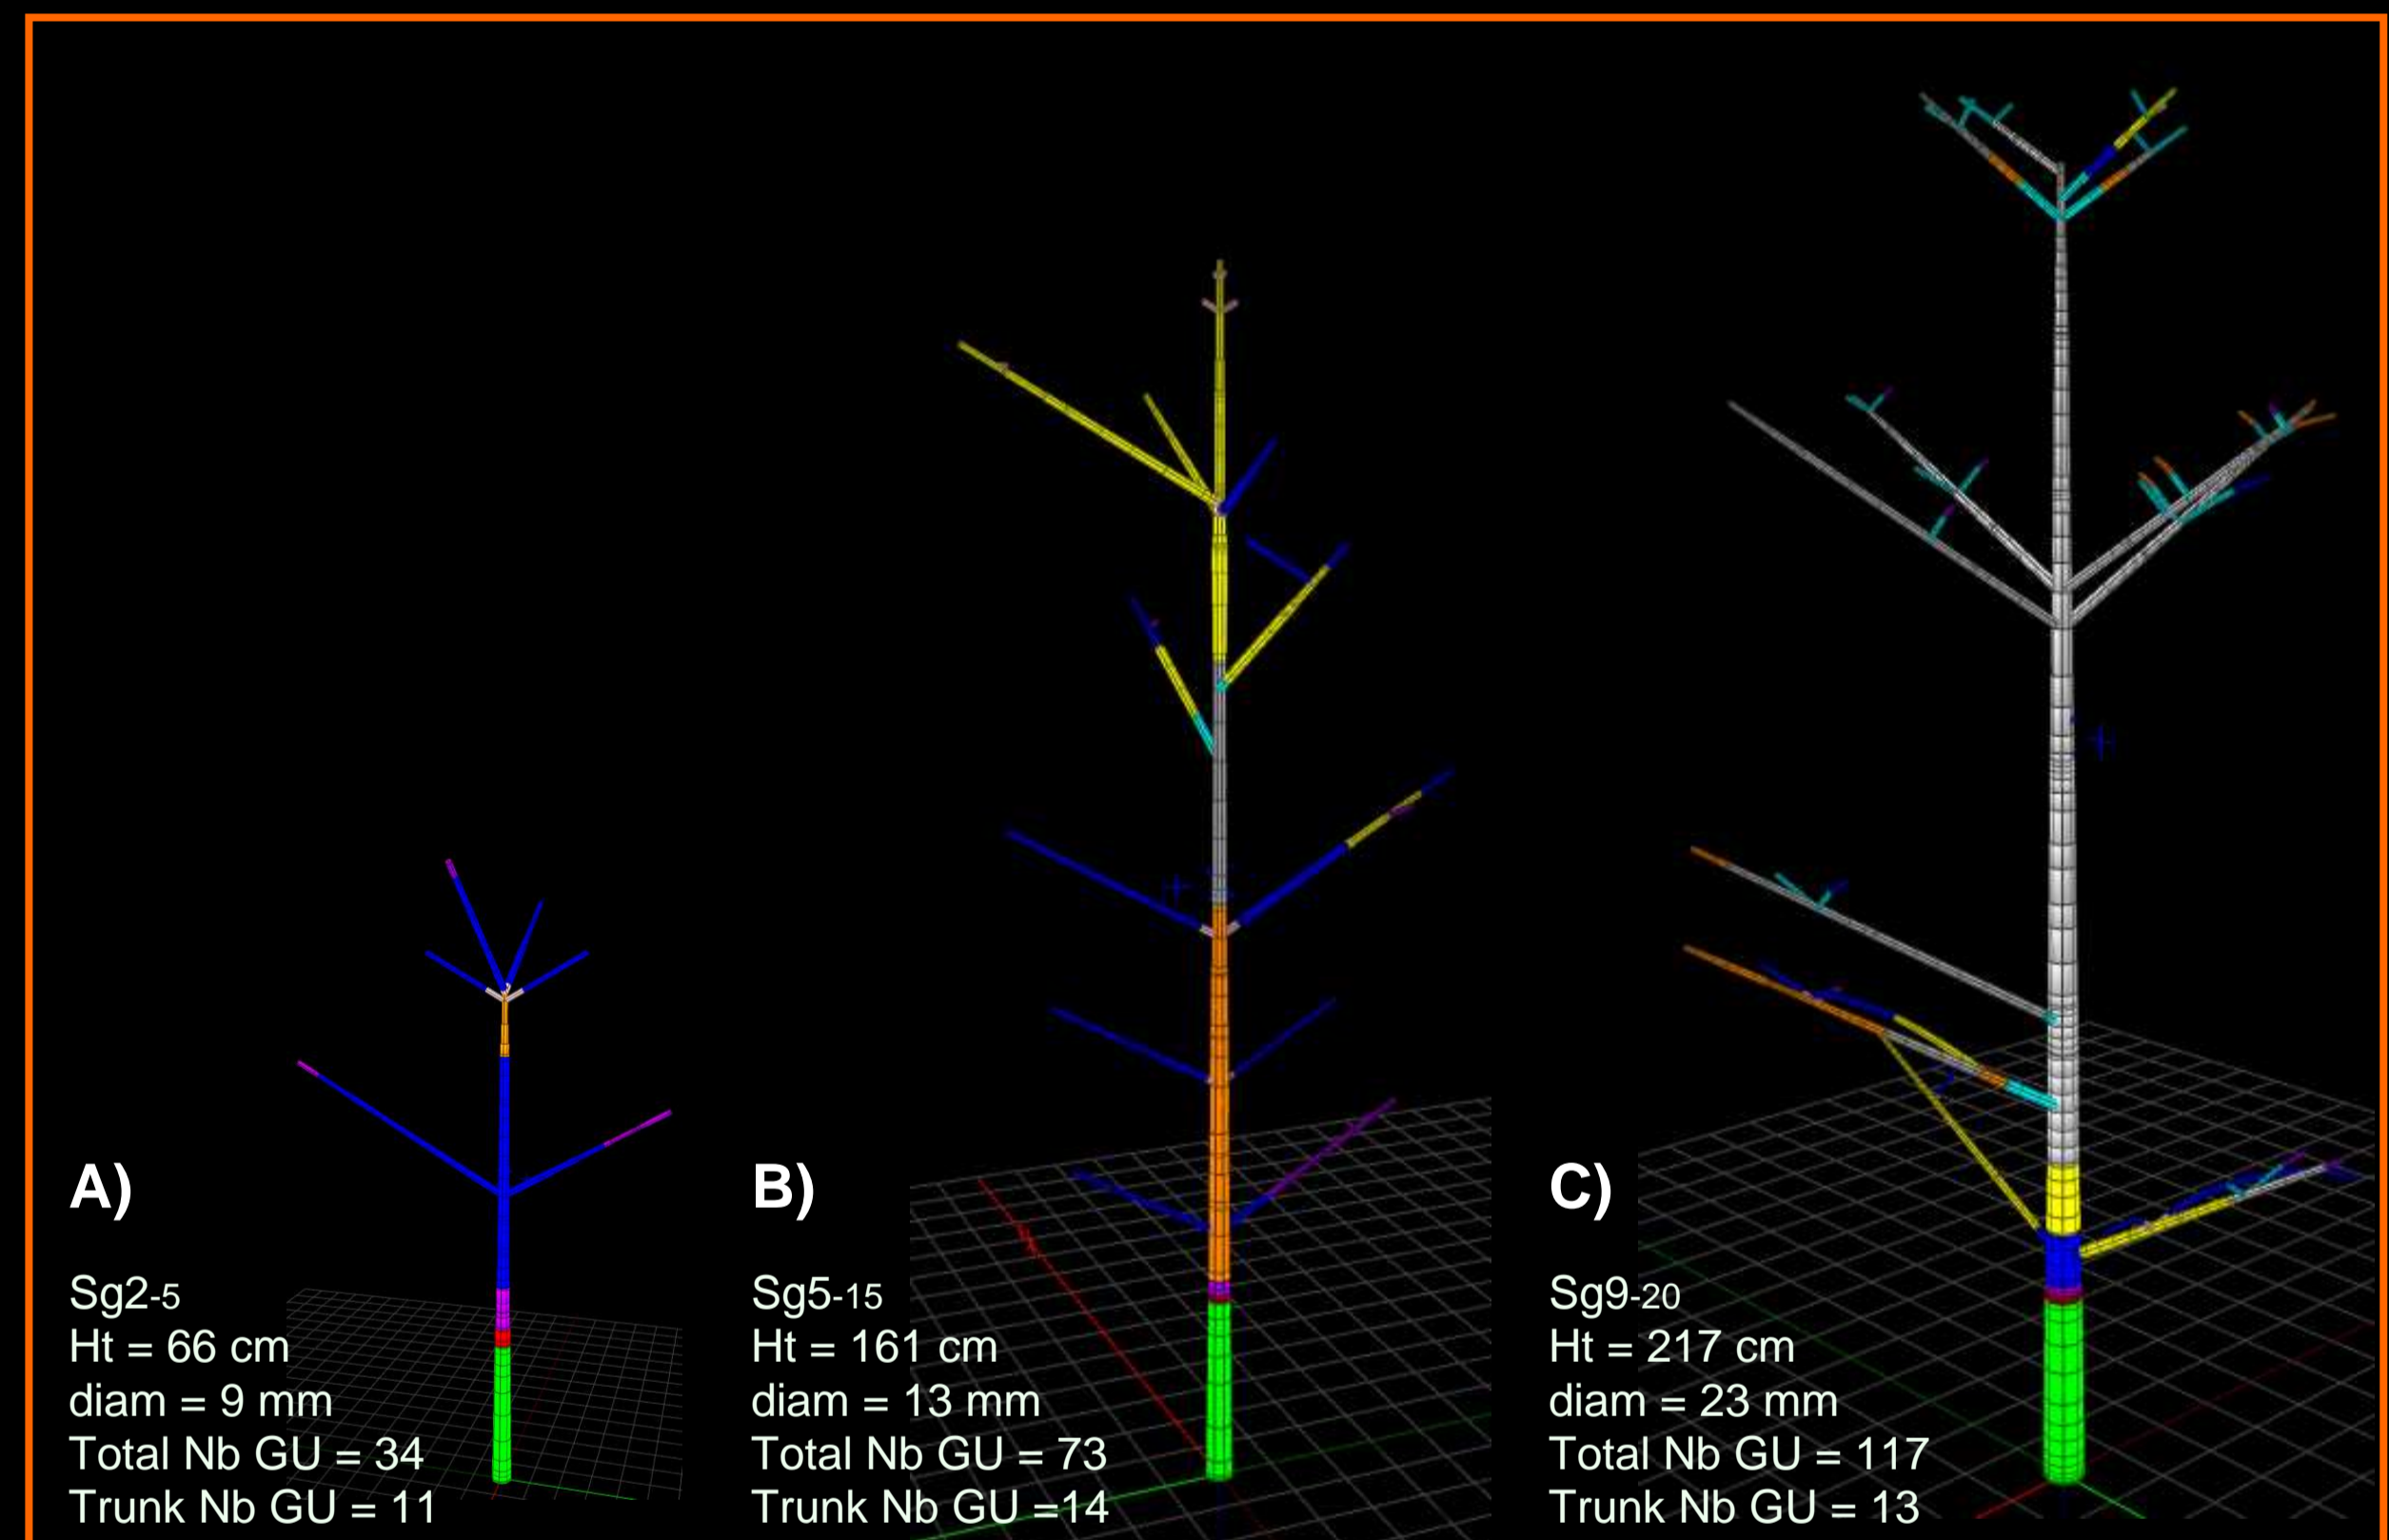 A)
Sg2-5
Ht = 66 cm
diam = 9 mm
Total Nb GU = 34
Trunk Nb GU = 11
B)
Sg5-15
Ht = 161 cm
diam = 13 mm
Total Nb GU = 73
Trunk Nb GU =14
C)
Sg9-20
Ht = 217 cm
diam = 23 mm
Total Nb GU = 117
Trunk Nb GU = 13